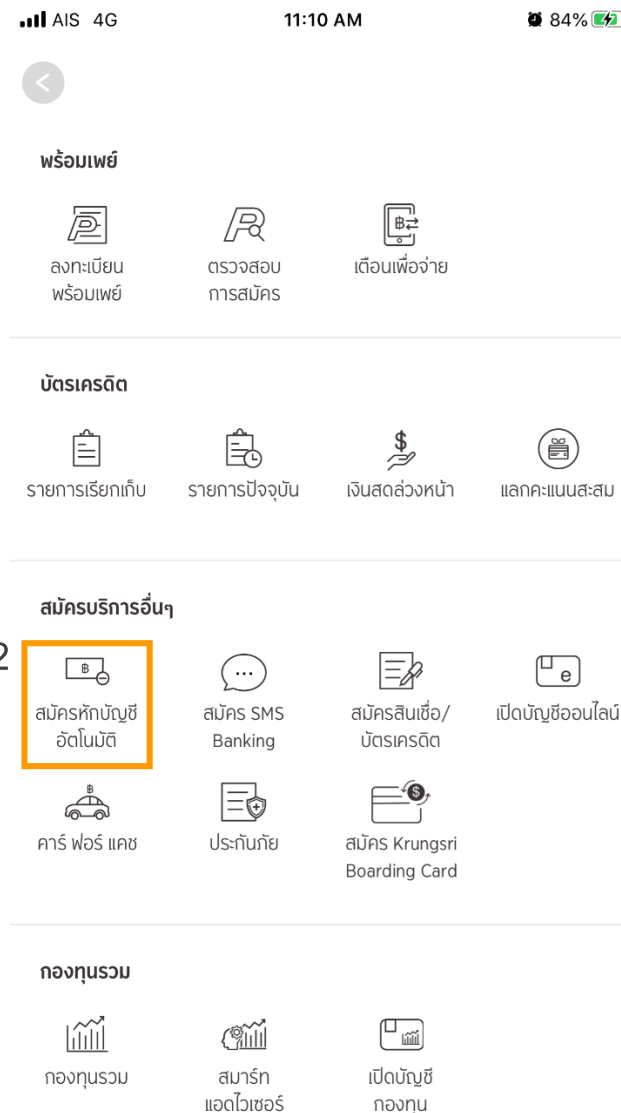 AIS 4G 11:10 AM 84%
พร้อมเพย์
ลงทะเบียน ตรวจสอบ เตือนเพื่อจ่าย
พร้อมเพย์ การสมัคร
บัตรเครดิต
รายการเรียกเก็บ รายการปัจจุบัน เงินสดล่วงหน้า แลกคะแนนสะสม
สมัครบริการอื่นๆ
2
สมัครหักบัญชี สมัคร SMS สมัครสินเชื่อ/ เปิดบัญชีออนไลน์
อัตโนมัติ Banking บัตรเครดิต
คาร์ ฟอร์ แคช ประกันภัย สมัคร Krungsri
Boarding Card
กองทุนรวม
กองทุนรวม สมาร์ท เปิดบัญชี
แอดไวเซอร์ กองทุน